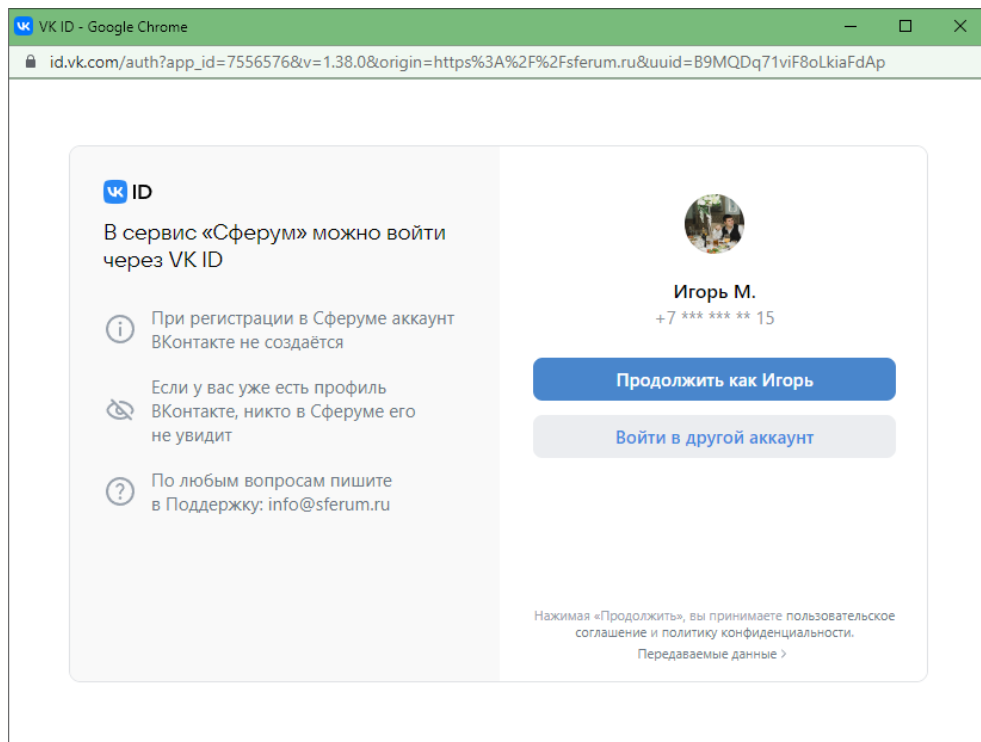 VK ID - Google Chrome
id.vk.com/auth?app_id=7556576&v=1.38.0&origin=https%3A%2F%2Fsferum.ru&uuid=B9MQDq71viF8oLkiaFdAp
VK ID
В сервис «Сферум» можно войти
через VK ID
При регистрации в Сферуме аккаунт
ВКонтакте не создаётся
Если у вас уже есть профиль
ВКонтакте, никто в Сферуме его
не увидит
По любым вопросам пишите
в Поддержку: info@sferum.ru
Игорь М.
+7 *** *** ** 15
Продолжить как Игорь
Войти в другой аккаунт
Нажимая «Продолжить», вы принимаете пользовательское
соглашение и политику конфиденциальности.
Передаваемые данные >